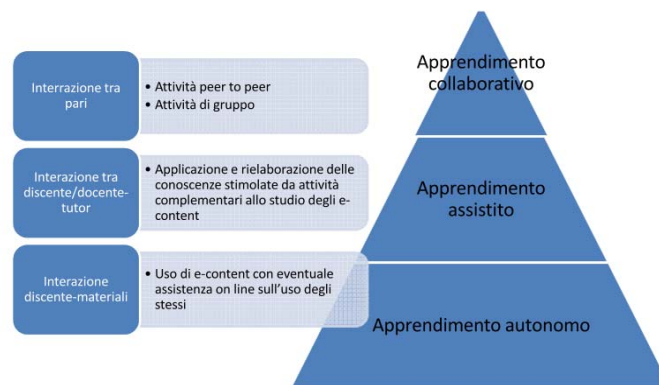 Interrazione tra
pari
• Attività peer to peer
• Attività di gruppo
Apprendimento
collaborativo
Interazione tra
discente/docente-
tutor
• Applicazione e rielaborazione delle
conoscenze stimolate da attività
complementari allo studio degli e-
content
Apprendimento
assistito
Interazione
discente-materiali
• Uso di e-content con eventuale
assistenza on line sull'uso degli
stessi
Apprendimento autonomo